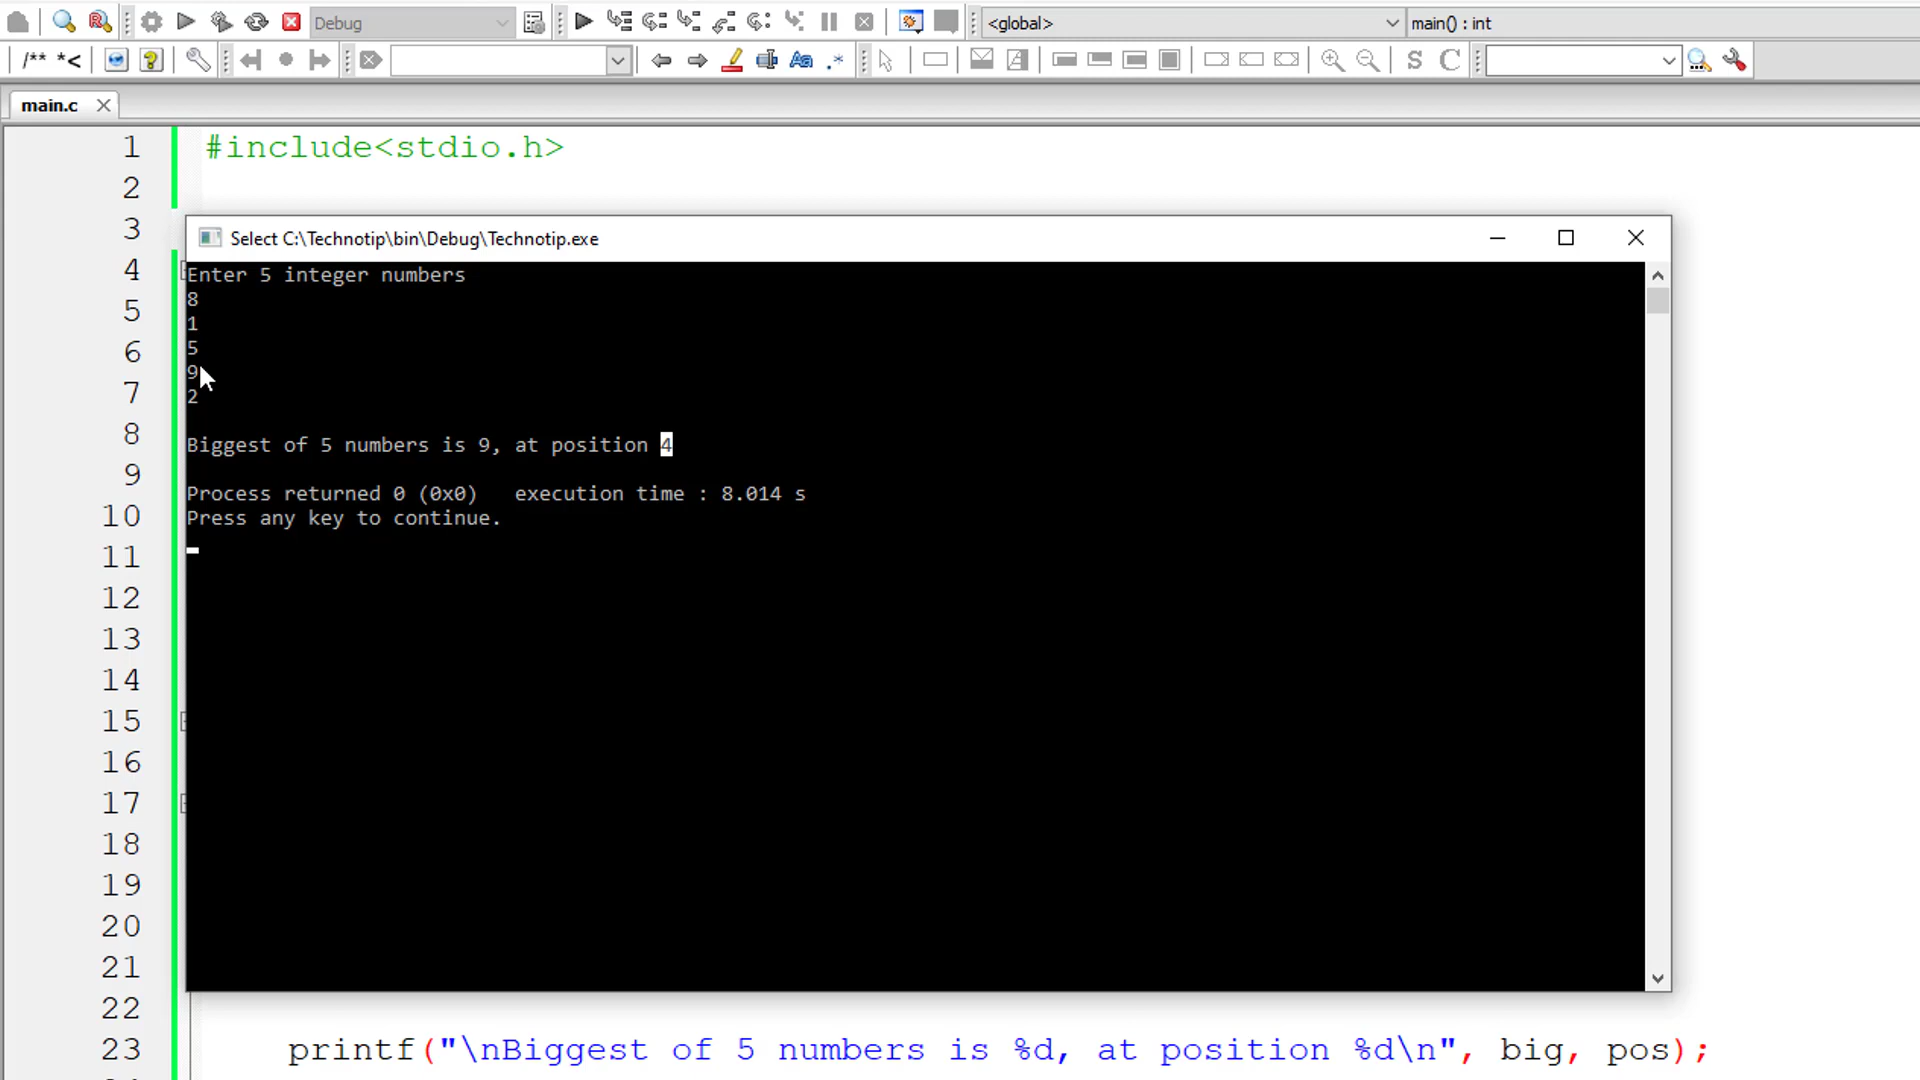 Debug
<global>
main() : int
/** *<
Aa
.*
S
C
main.c
1 #include<stdio.h>
2
3
Select C:\Technotip\bin\Debug\Technotip.exe
4
5
6
7
8
9
10
11
12
13
14
15
16
17
18
19
20
21
22
Enter 5 integer numbers
8
1
5
9
2
Biggest of 5 numbers is 9, at position 4
Process returned 0 (0x0)   execution time : 8.014 s
Press any key to continue.
23 printf("\nBiggest of 5 numbers is %d, at position %d\n", big, pos);